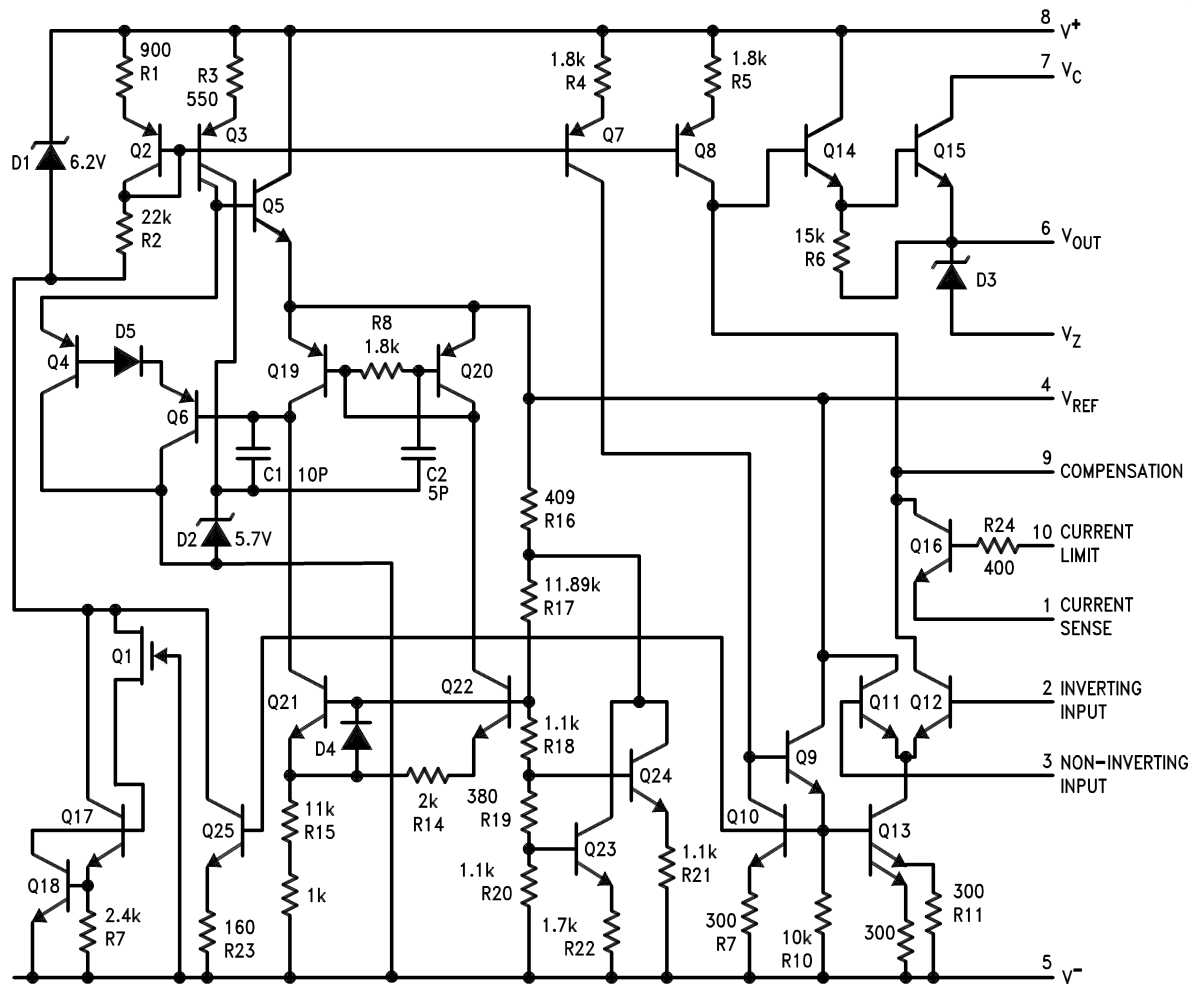 8 V+
7 VC
900
R1
R3
550
1.8k
R4
1.8k
R5
D1
6.2V
Q2
Q3
Q7
Q8
Q14
Q15
Q5
22k
R2
15k
R6
6 VOUT
D3
VZ
D5
R8
1.8k
Q4
Q19
Q20
Q6
4 VREF
C1 10P
C2
5P
9 COMPENSATION
409
R16
R24
400
Q16
10 CURRENT
LIMIT
D2
5.7V
11.89k
R17
1 CURRENT
SENSE
Q1
Q21
Q22
Q11
Q12
2 INVERTING
INPUT
D4
1.1k
R18
Q9
3 NON-INVERTING
INPUT
Q24
2k
R14
380
R19
11k
R15
Q17
Q25
Q10
Q13
Q23
Q18
1.1k
R20
1.1k
R21
1k
300
R11
2.4k
R7
160
R23
1.7k
R22
300
R7
10k
R10
300
5 V-